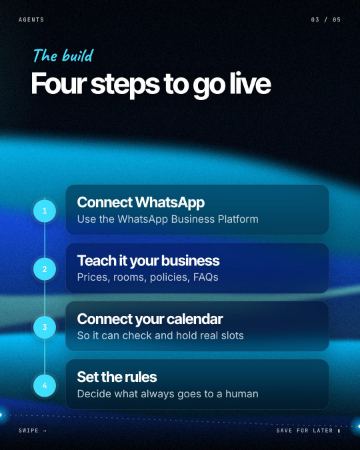 AGENTS
03 / 05
The build
Four steps to go live
1
Connect WhatsApp
Use the WhatsApp Business Platform
2
Teach it your business
Prices, rooms, policies, FAQs
3
Connect your calendar
So it can check and hold real slots
4
Set the rules
Decide what always goes to a human
SWIPE →
SAVE FOR LATER